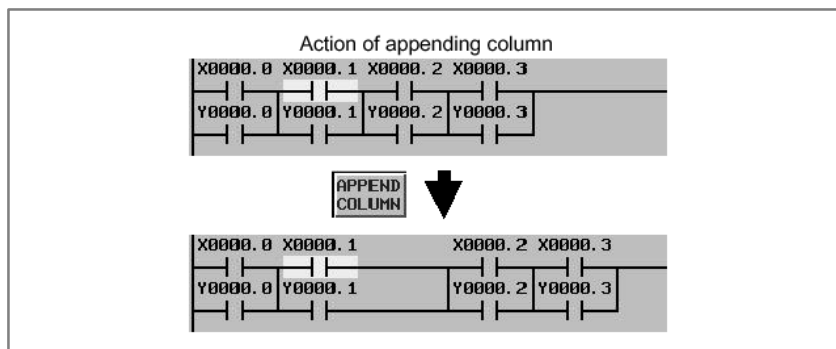 Action of appending column
X0000.0 X0000.1 X0000.2 X0000.3
Y0000.0 Y0000.1 Y0000.2 Y0000.3
APPEND
COLUMN
X0000.0 X0000.1 X0000.2 X0000.3
Y0000.0 Y0000.1 Y0000.2 Y0000.3